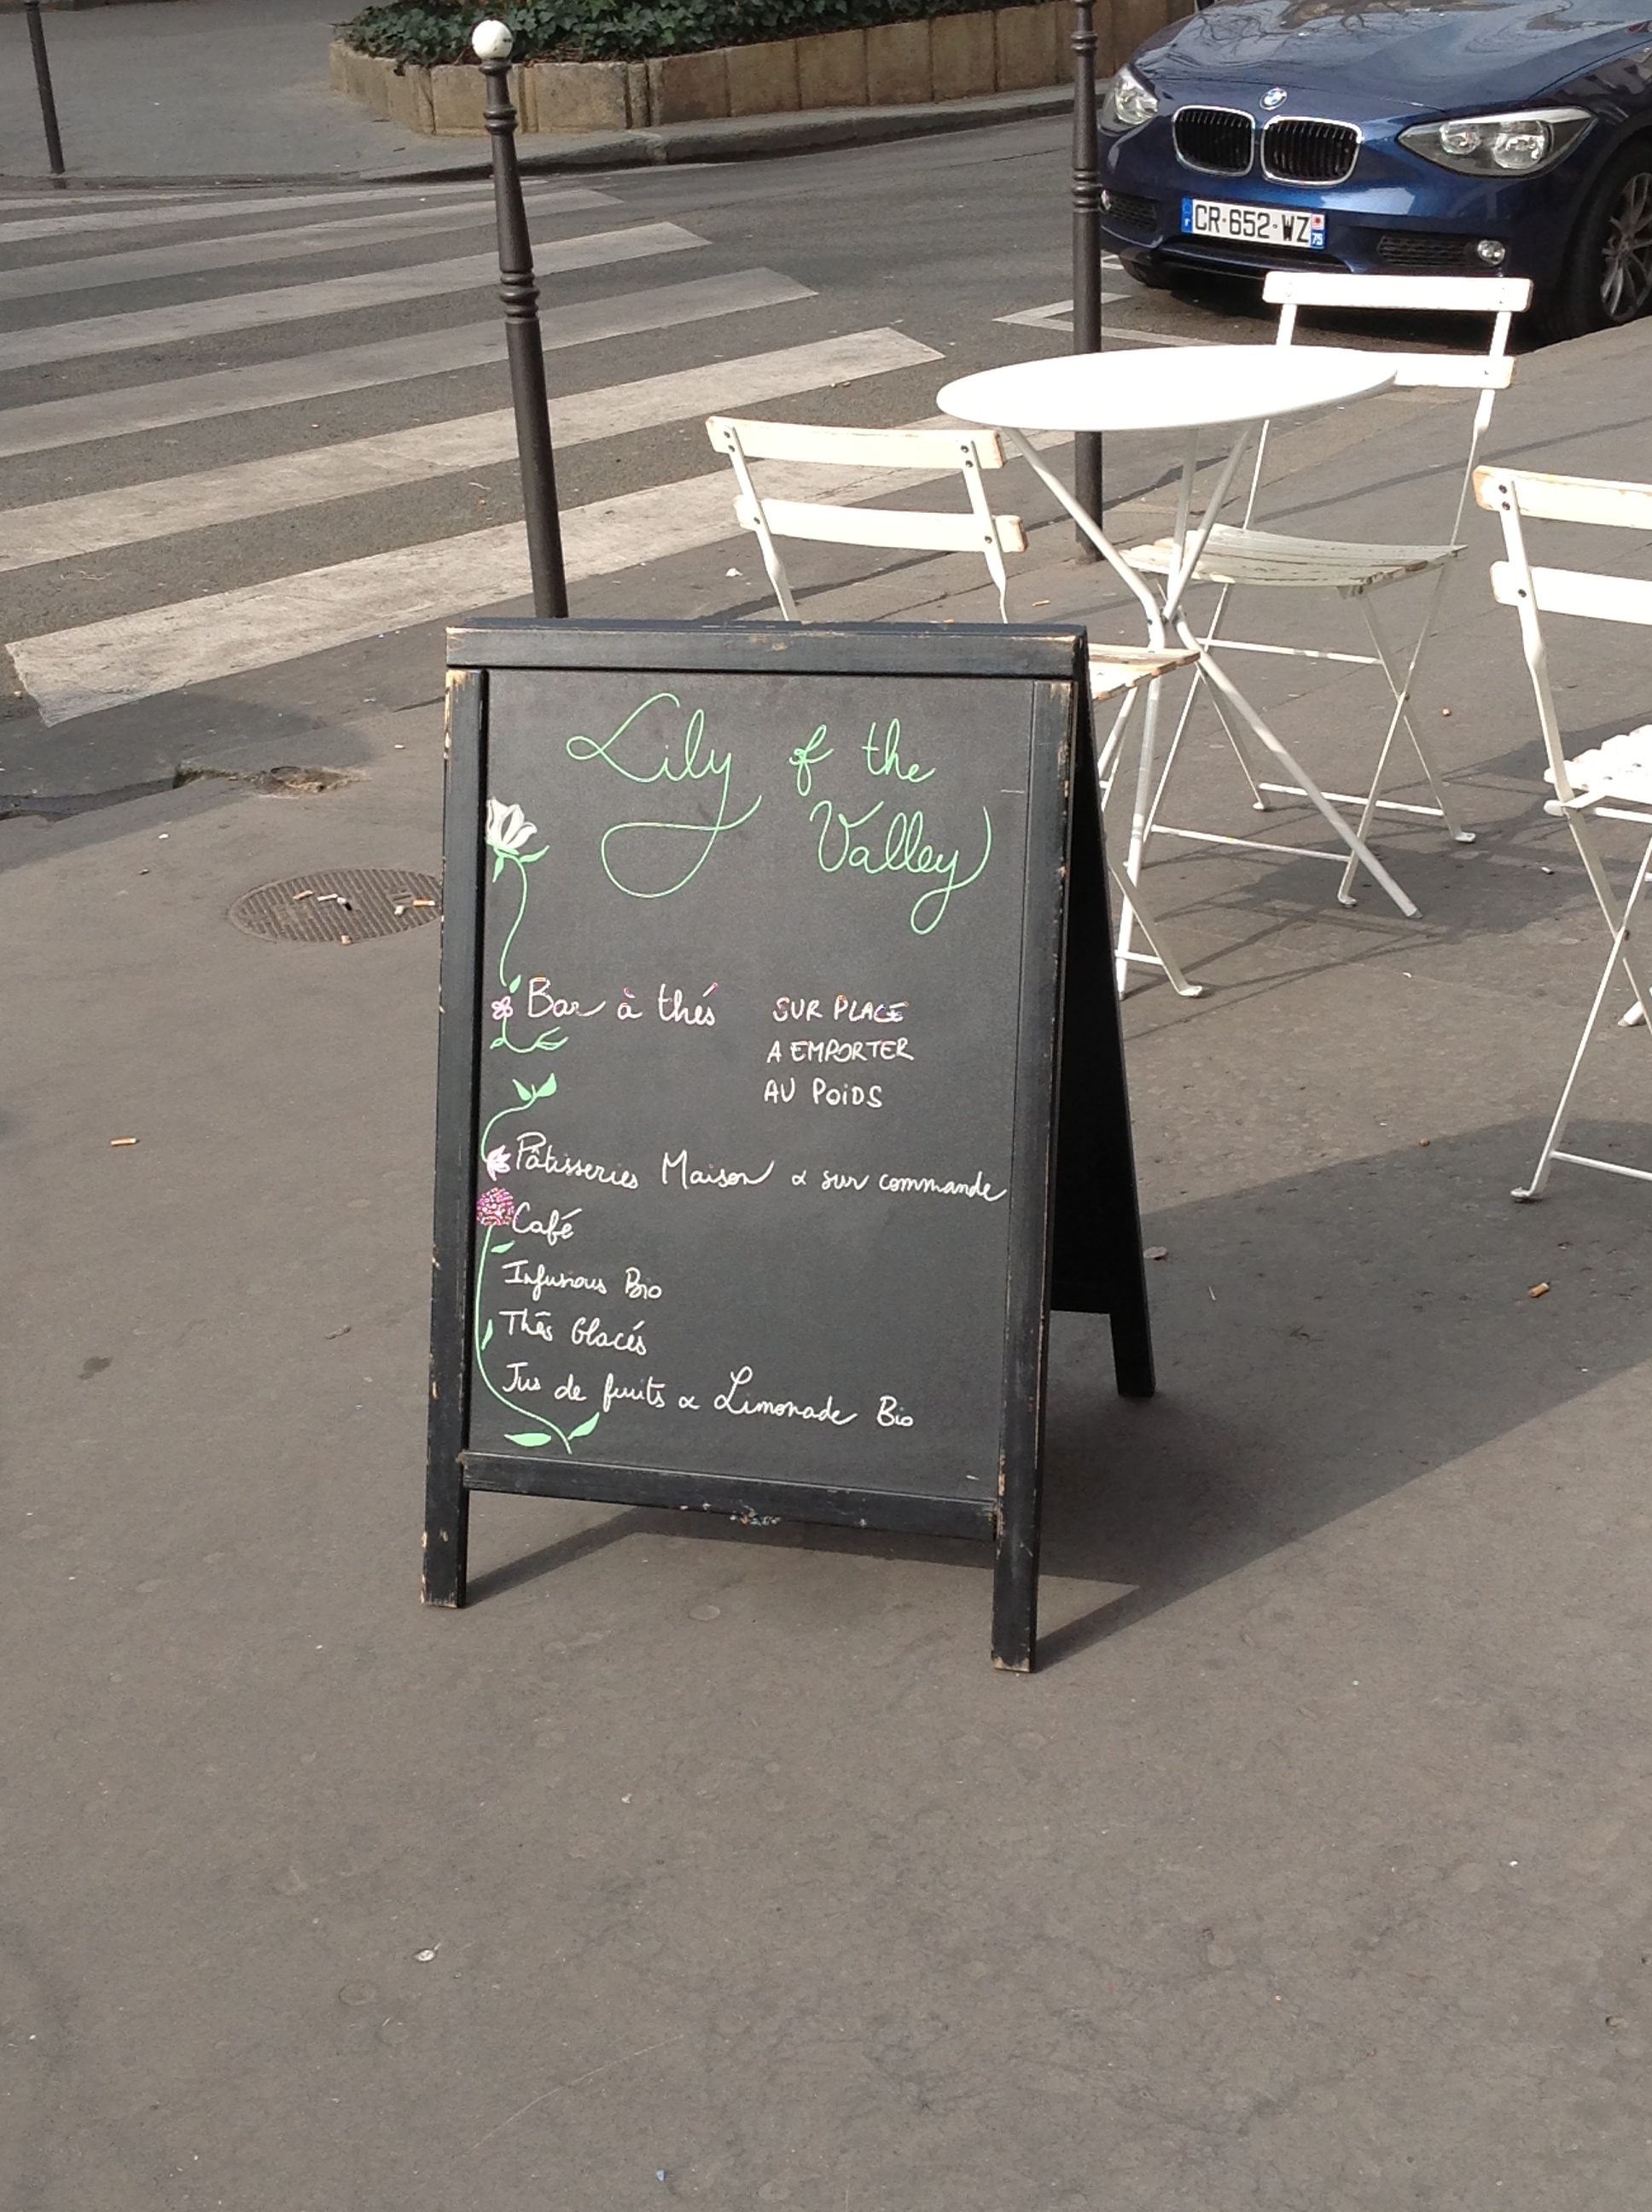 CR-652-WZ
75
Lily of the
Valley
Bar à thés
SUR PLACE
A EMPORTER
AU POIDS
Pâtisseries Maison & sur commande
Café
Infusions Bio
Thés Glacés
Jus de fruits & Limonade Bio